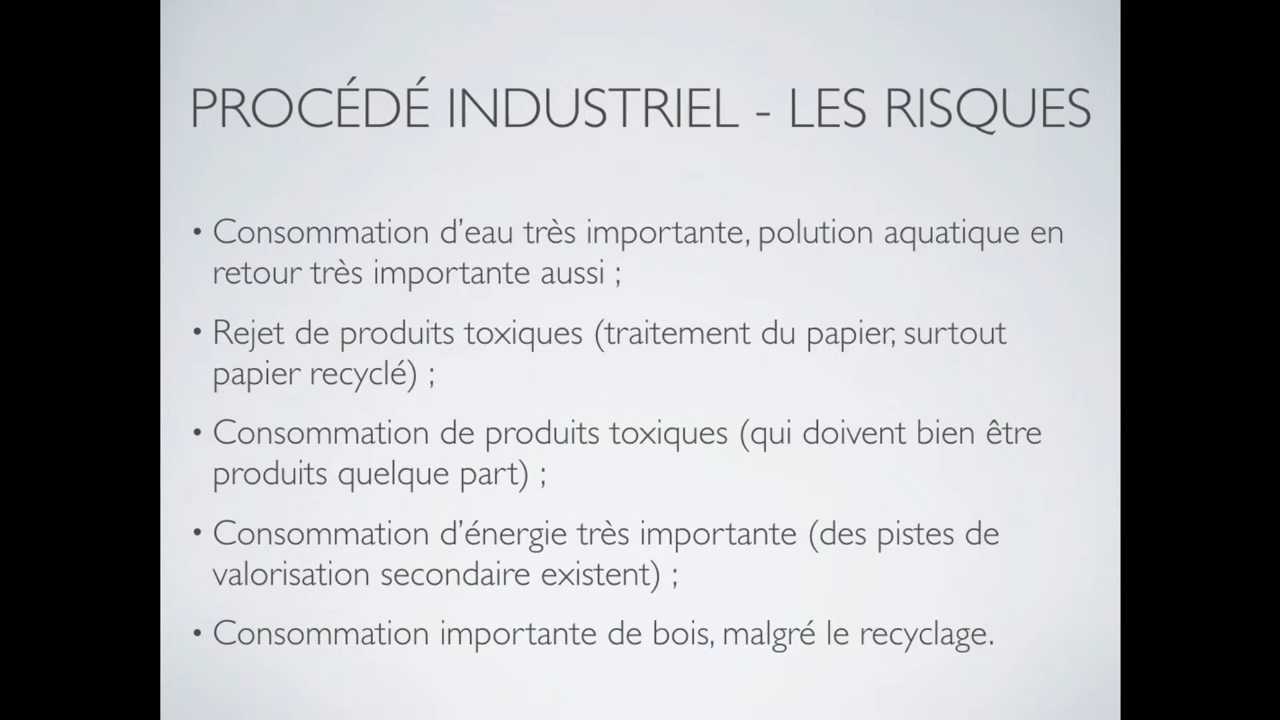 PROCÉDÉ INDUSTRIEL - LES RISQUES
• Consommation d'eau très importante, polution aquatique en
retour très importante aussi ;
• Rejet de produits toxiques (traitement du papier, surtout
papier recyclé) ;
• Consommation de produits toxiques (qui doivent bien être
produits quelque part) ;
• Consommation d'énergie très importante (des pistes de
valorisation secondaire existent) ;
• Consommation importante de bois, malgré le recyclage.